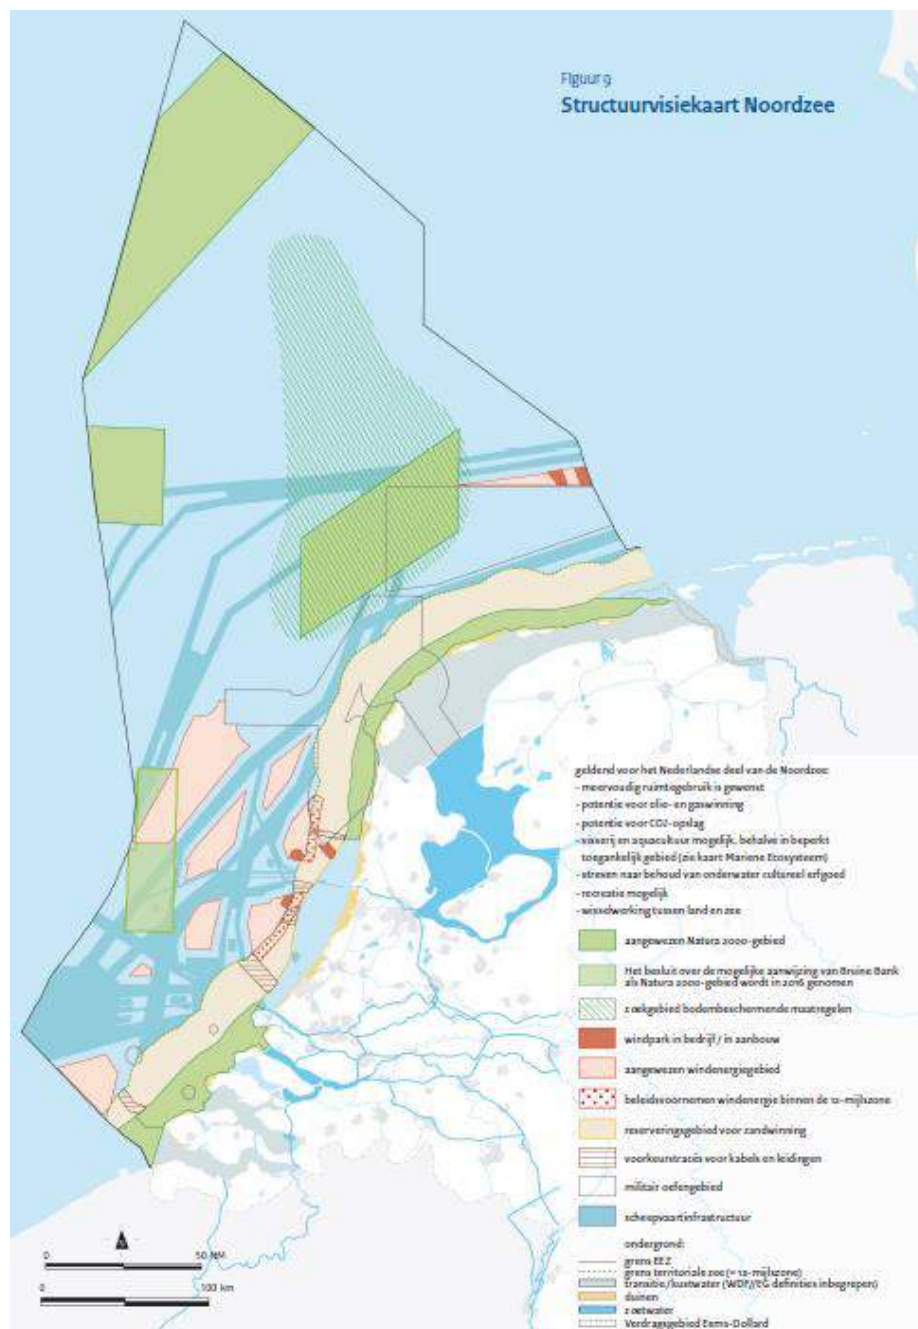 Figuur 9
Structuurvisiekaart Noordzee
geldend voor het Nederlandse deel van de Noordzee:
- meervoudig ruimtegebruik is gewenst
- potentie voor olie- en gaswinning
- potentie voor CO2-opslag
- visserij en aquacultuur mogelijk, behalve in beperkt
toegankelijk gebied (zie kaart Mariene Ecosysteem)
- streven naar behoud van onderwater cultureel erfgoed
- recreatie mogelijk
- wisselwerking tussen land en zee
aangewezen Natura 2000-gebied
Het besluit over de mogelijke aanwijzing van Bruine Bank
als Natura 2000-gebied wordt in 2016 genomen
zoekgebied bodembeschermende maatregelen
windpark in bedrijf / in aanbouw
aangewezen windenergiegebied
beleidsvoornemen windenergie binnen de 12-mijlszone
reserveringsgebied voor zandwinning
voorkeurstracés voor kabels en leidingen
militair oefengebied
scheepvaartinfrastructuur
ondergrond:
grens EEZ
grens territoriale zee (= 12-mijlszone)
transitie/kustwater (WDF//EG definities inbegrepen)
duinen
zoetwater
Verdragsgebied Eems-Dollard
0 50 NM
0 100 km